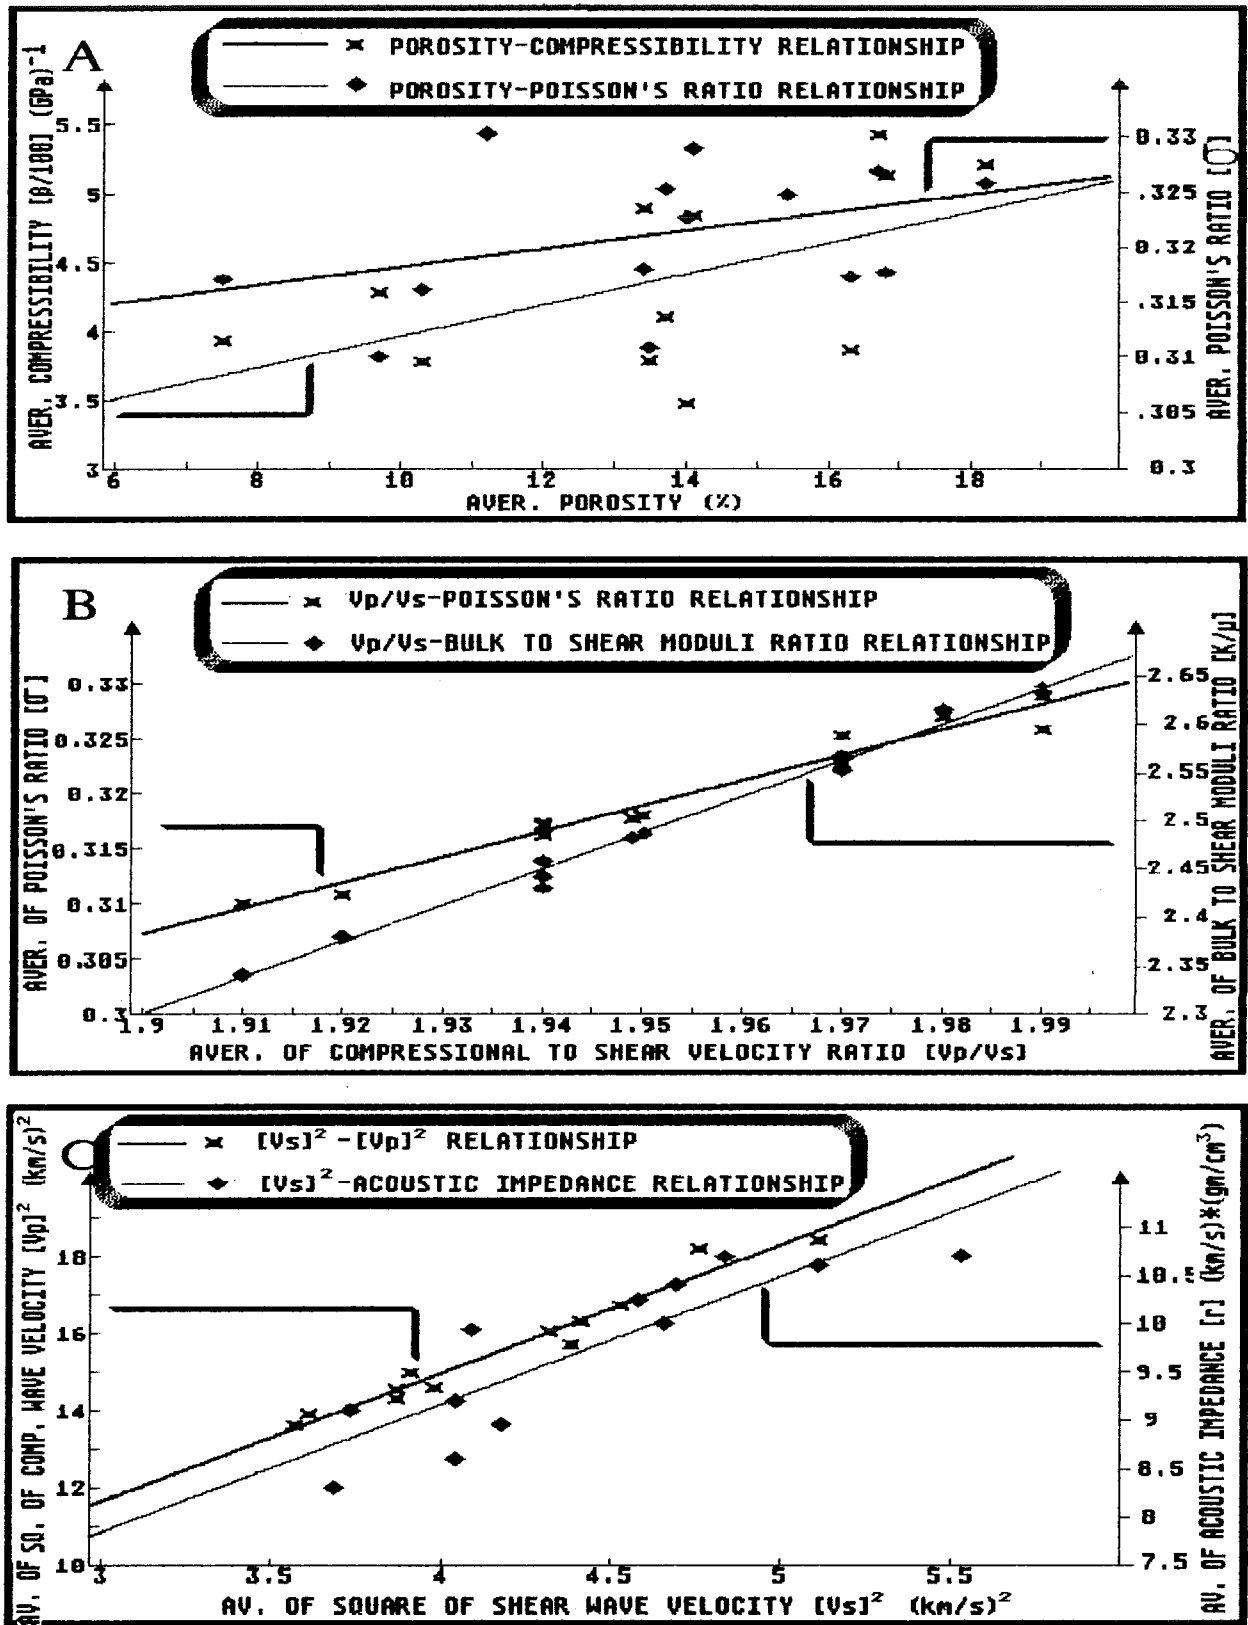 A
POROSITY-COMPRESSIBILITY RELATIONSHIP
POROSITY-POISSON'S RATIO RELATIONSHIP
AVER. COMPRESSIBILITY [β/100] (GPa)⁻¹
5.5
5
4.5
4
3.5
3
0.33
.325
0.32
.315
0.31
.305
0.3
AVER. POISSON'S RATIO [σ]
6 8 10 12 14 16 18
AVER. POROSITY (%)
B
Vp/Vs-POISSON'S RATIO RELATIONSHIP
Vp/Vs-BULK TO SHEAR MODULI RATIO RELATIONSHIP
AVER. OF POISSON'S RATIO [σ]
0.33
0.325
0.32
0.315
0.31
0.305
0.3
2.65
2.6
2.55
2.5
2.45
2.4
2.35
2.3
AVER. OF BULK TO SHEAR MODULI RATIO [K/μ]
1.9 1.91 1.92 1.93 1.94 1.95 1.96 1.97 1.98 1.99
AVER. OF COMPRESSIONAL TO SHEAR VELOCITY RATIO [Vp/Vs]
C
[Vs]²-[Vp]² RELATIONSHIP
[Vs]²-ACOUSTIC IMPEDANCE RELATIONSHIP
AV. OF SQ. OF COMP. WAVE VELOCITY [Vp]² (km/s)²
18
16
14
12
10
11
10.5
10
9.5
9
8.5
8
7.5
AV. OF ACOUSTIC IMPEDANCE [r] (km/s)*(gm/cm³)
3 3.5 4 4.5 5 5.5
AV. OF SQUARE OF SHEAR WAVE VELOCITY [Vs]² (km/s)²